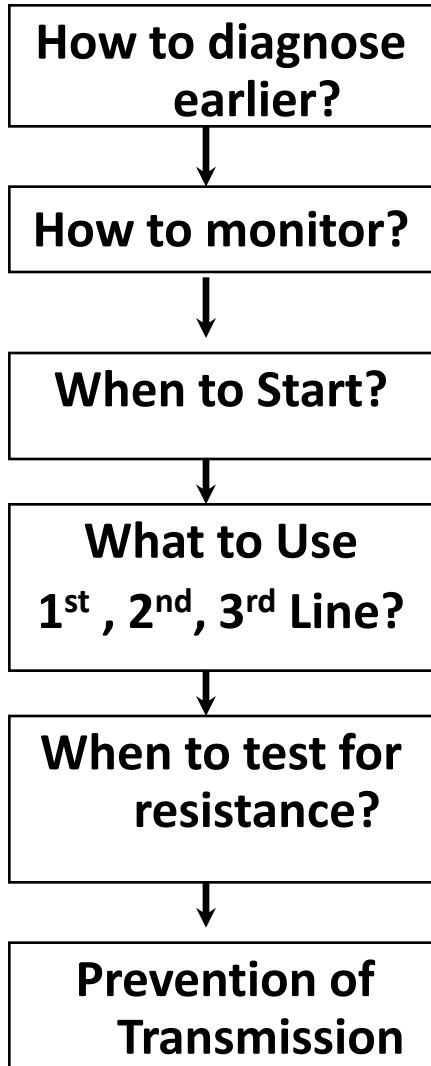 How to diagnose
earlier?
How to monitor?
When to Start?
What to Use
1st , 2nd, 3rd Line?
When to test for
resistance?
Prevention of
Transmission